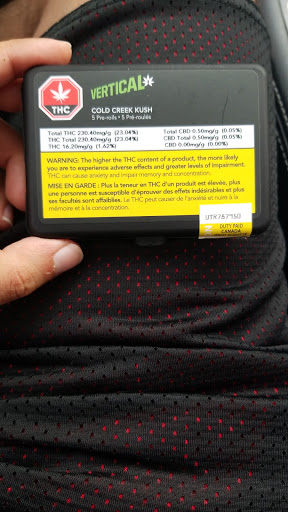 THC
VERTICAL
COLD CREEK KUSH
5 Pre-rolls • 5 Pré-roulés
Total THC 230.40mg/g (23.04%)
THC Total 230.40mg/g (23.04%)
THC 16.20mg/g (1.62%)
Total CBD 0.50mg/g (0.05%)
CBD Total 0.50mg/g (0.05%)
CBD 0.00mg/g (0.00%)
WARNING: The higher the THC content of a product, the more likely
you are to experience adverse effects and greater levels of impairment.
THC can cause anxiety and impair memory and concentration.
MISE EN GARDE : Plus la teneur en THC d'un produit est élevée, plus
une personne est susceptible d'éprouver des effets indésirables et plus
ses facultés sont affaiblies. Le THC peut causer de l'anxiété et nuire à la
mémoire et à la concentration.
DUTY PAID
CANADA